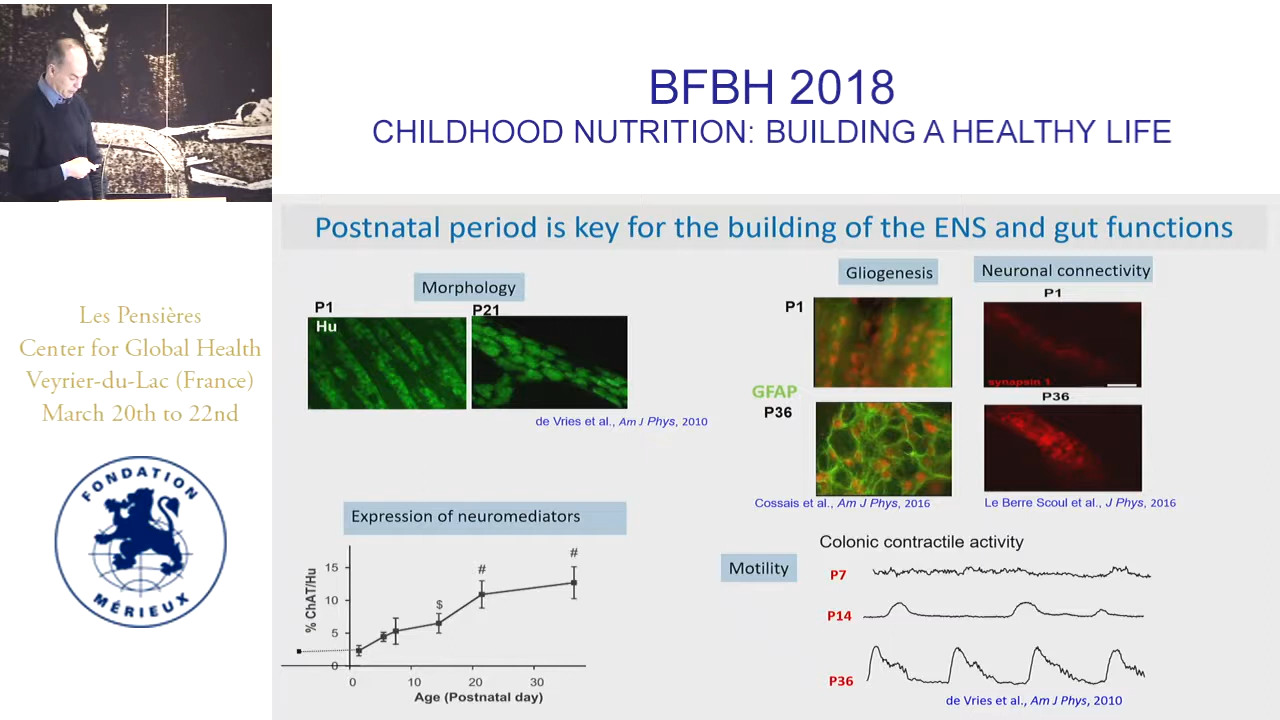 BFBH 2018
CHILDHOOD NUTRITION: BUILDING A HEALTHY LIFE
Les Pensières
Center for Global Health
Veyrier-du-Lac (France)
March 20th to 22nd
FONDATION
MÉRIEUX
Postnatal period is key for the building of the ENS and gut functions
Morphology
P1
Hu
P21
de Vries et al., Am J Phys, 2010
Gliogenesis
P1
GFAP
P36
Cossais et al., Am J Phys, 2016
Neuronal connectivity
P1
synapsin 1
P36
Le Berre Scoul et al., J Phys, 2016
Expression of neuromediators
% ChAT/Hu
15
10
5
0
$
#
#
0 10 20 30
Age (Postnatal day)
Motility
Colonic contractile activity
P7
P14
P36
de Vries et al., Am J Phys, 2010